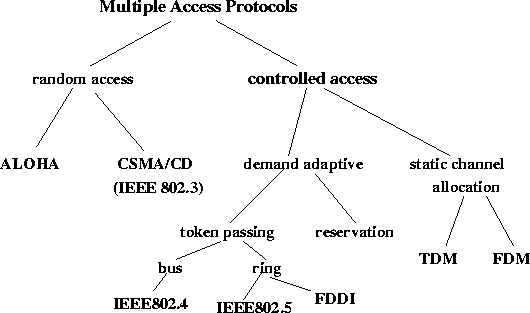 Multiple Access Protocols
random access
controlled access
ALOHA
CSMA/CD
(IEEE 802.3)
demand adaptive
static channel
allocation
token passing
reservation
TDM
FDM
bus
ring
IEEE802.4
IEEE802.5
FDDI